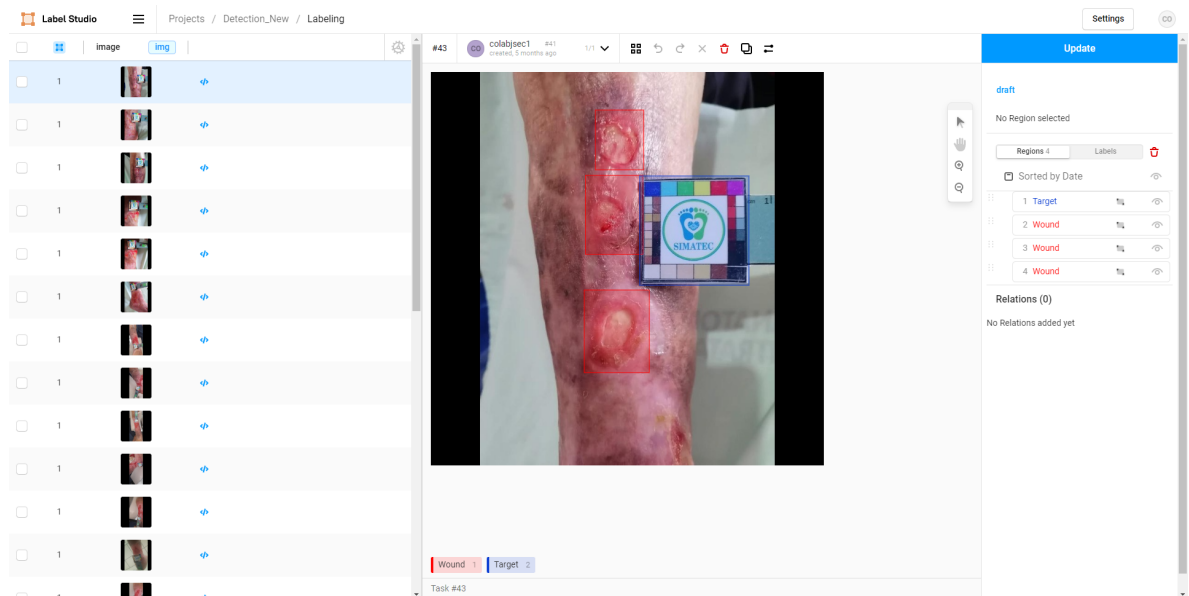 Label Studio
Projects / Detection_New / Labeling
Settings
CO
image img
1
1
1
1
1
1
1
1
1
1
1
1
1
#43
CO
colabjsec1 #41
created, 5 months ago
1/1
SIMATEC
1
Wound 1
Target 2
Task #43
Update
draft
No Region selected
Regions 4
Labels
Sorted by Date
1 Target
2 Wound
3 Wound
4 Wound
Relations (0)
No Relations added yet